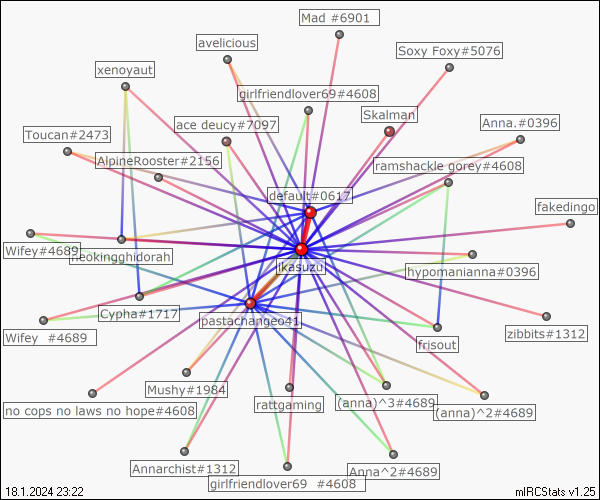 Mad #6901
avelicious
Soxy Foxy#5076
xenoyaut
girlfriendlover69#4608
Skalman
ace deucy#7097
Anna.#0396
Toucan#2473
AlpineRooster#2156
ramshackle gorey#4608
default#0617
fakedingo
Wifey#4689
neokingghidorah
ikasuzu
hypomanianna#0396
Cypha#1717
pastachangeo41
zibbits#1312
Wifey  #4689
frisout
Mushy#1984
rattgaming
(anna)^3#4689
(anna)^2#4689
no cops no laws no hope#4608
Annarchist#1312
Anna^2#4689
girlfriendlover69  #4608
18.1.2024 23:22
mIRCStats v1.25